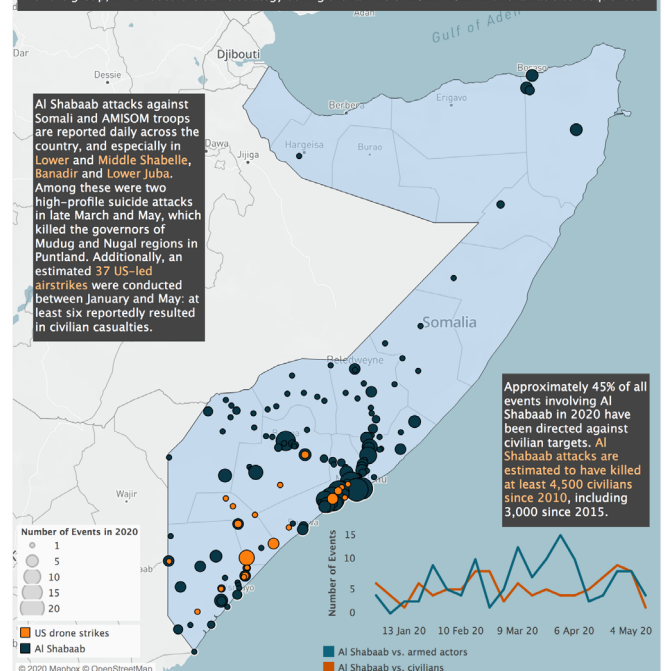 Aden
Gulf of Aden
Dar
Djibouti
Dessie
Bosaso
Berbera
Erigavo
Al Shabaab attacks against
Somali and AMISOM troops
are reported daily across the
country, and especially in
Lower and Middle Shabelle,
Banadir and Lower Juba.
Among these were two
high-profile suicide attacks
in late March and May, which
killed the governors of
Mudug and Nugal regions in
Puntland. Additionally, an
estimated 37 US-led
airstrikes were conducted
between January and May: at
least six reportedly resulted
in civilian casualties.
Dawa
Jijiga
Hargeisa
Burao
Somalia
Beledweyne
Approximately 45% of all
events involving Al
Shabaab in 2020 have
been directed against
civilian targets. Al
Shabaab attacks are
estimated to have killed
at least 4,500 civilians
since 2010, including
3,000 since 2015.
Wajir
Number of Events in 2020
1
5
10
15
20
US drone strikes
Al Shabaab
© 2020 Mapbox © OpenStreetMap
Number of Events
15
10
5
0
13 Jan 20
10 Feb 20
9 Mar 20
6 Apr 20
4 May 20
Al Shabaab vs. armed actors
Al Shabaab vs. civilians